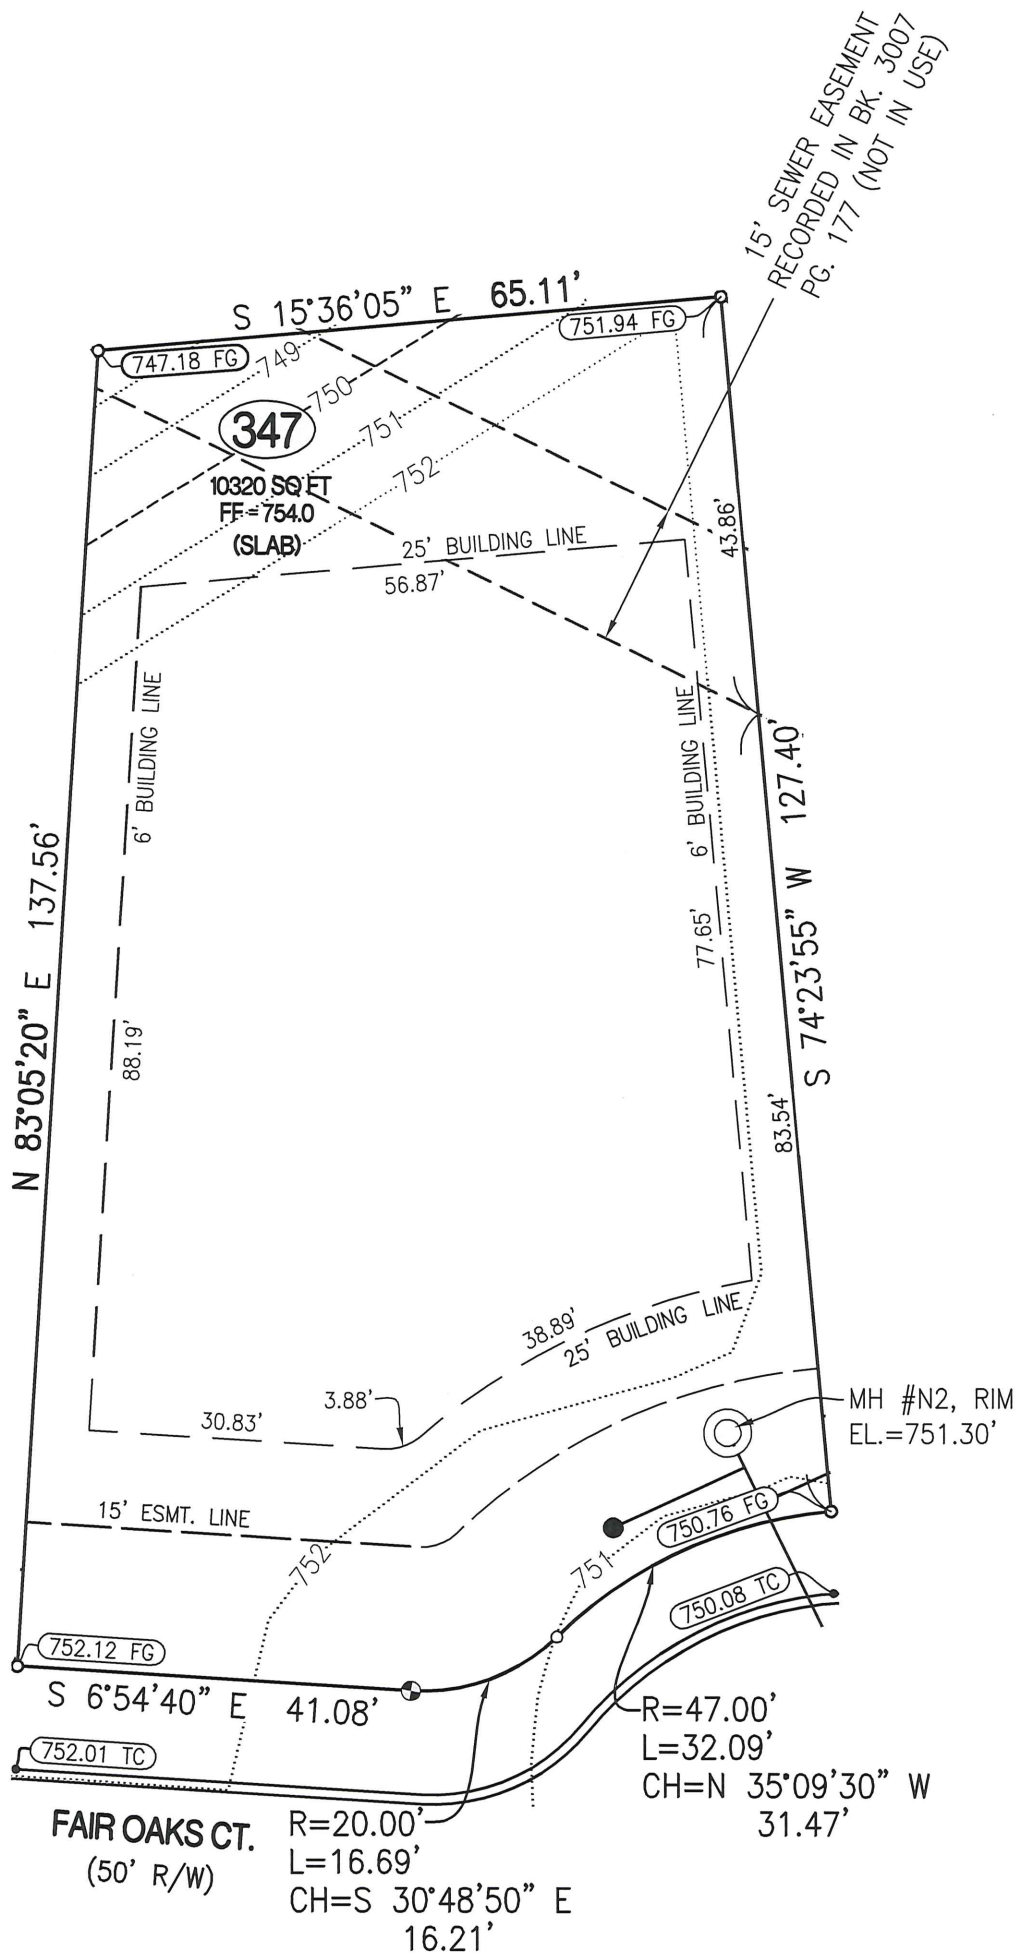 15' SEWER EASEMENT
RECORDED IN BK. 3007
PG. 177 (NOT IN USE)
S 15°36'05" E 65.11'
747.18 FG
751.94 FG
749
750
751
752
347
10320 SQ FT
FF = 754.0
(SLAB)
25' BUILDING LINE
56.87'
43.86'
6' BUILDING LINE
6' BUILDING LINE
S 74°23'55" W 127.40'
N 83°05'20" E 137.56'
88.19'
77.65'
83.54'
38.89'
25' BUILDING LINE
3.88'
30.83'
MH #N2, RIM
EL.=751.30'
15' ESMT. LINE
752
751
750.76 FG
750.08 TC
752.12 FG
S 6°54'40" E 41.08'
752.01 TC
R=47.00'
L=32.09'
CH=N 35°09'30" W
31.47'
FAIR OAKS CT.
(50' R/W)
R=20.00'
L=16.69'
CH=S 30°48'50" E
16.21'